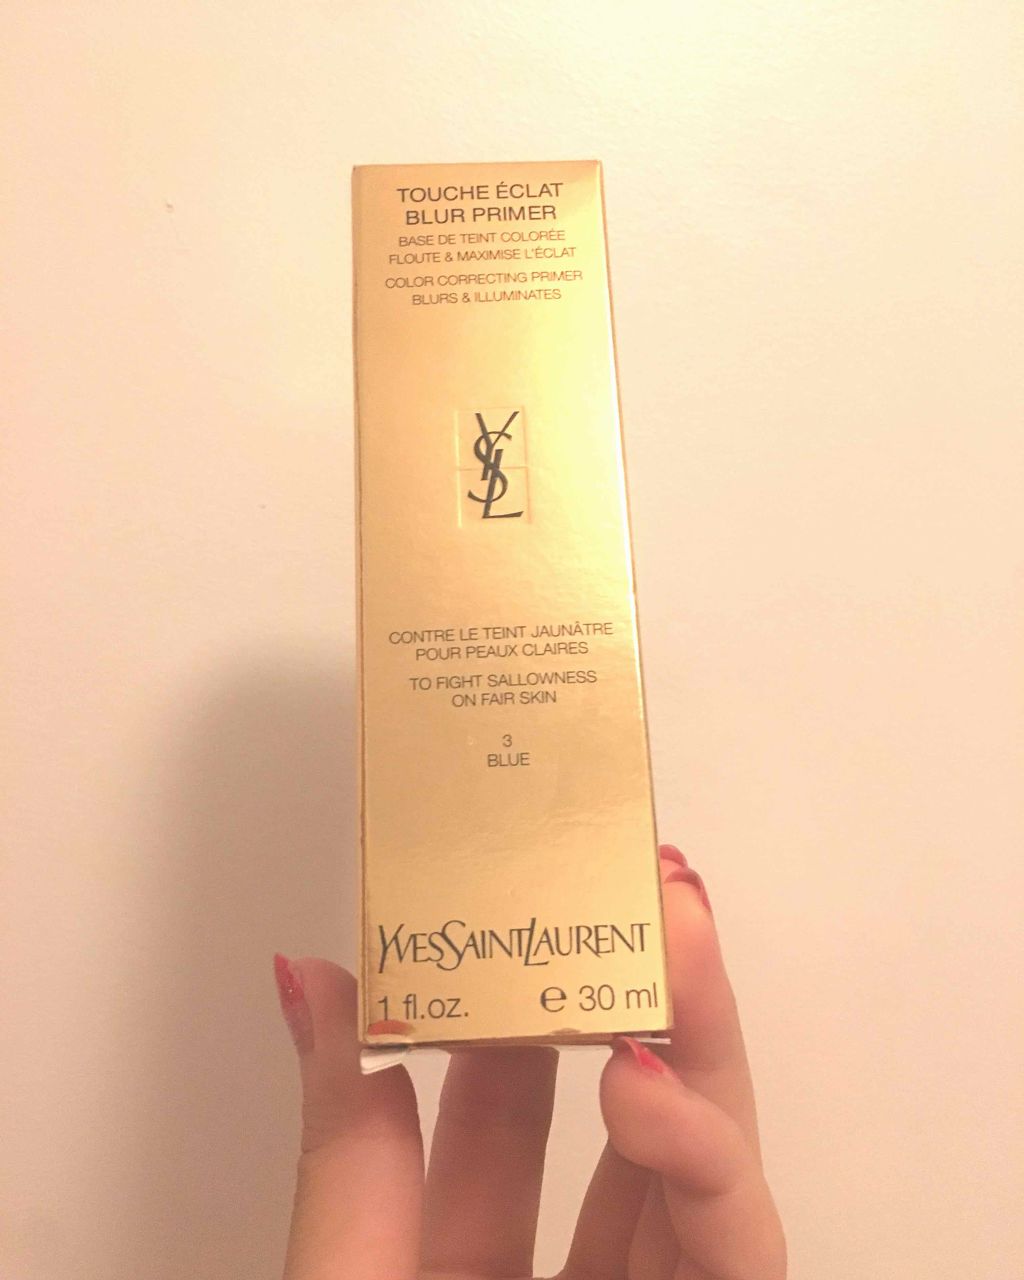 TOUCHE ÉCLAT
BLUR PRIMER
BASE DE TEINT COLORÉE
FLOUTE & MAXIMISE L'ÉCLAT
COLOR CORRECTING PRIMER
BLURS & ILLUMINATES
YSL
CONTRE LE TEINT JAUNÂTRE
POUR PEAUX CLAIRES
TO FIGHT SALLOWNESS
ON FAIR SKIN
3
BLUE
YVESSAINTLAURENT
1 fl.oz. ℮ 30 ml